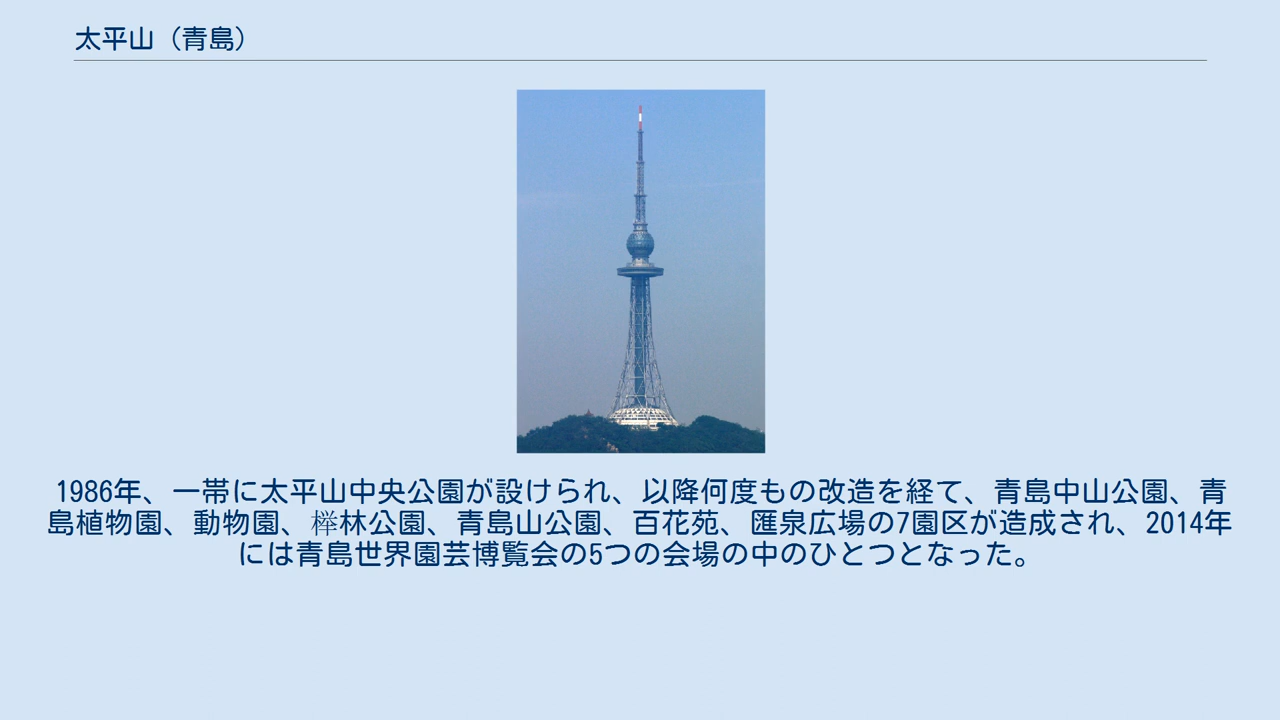 太平山（青島）
1986年、一帯に太平山中央公園が設けられ、以降何度もの改造を経て、青島中山公園、青
島植物園、動物園、榉林公園、青島山公園、百花苑、匯泉広場の7園区が造成され、2014年
には青島世界園芸博覧会の5つの会場の中のひとつとなった。